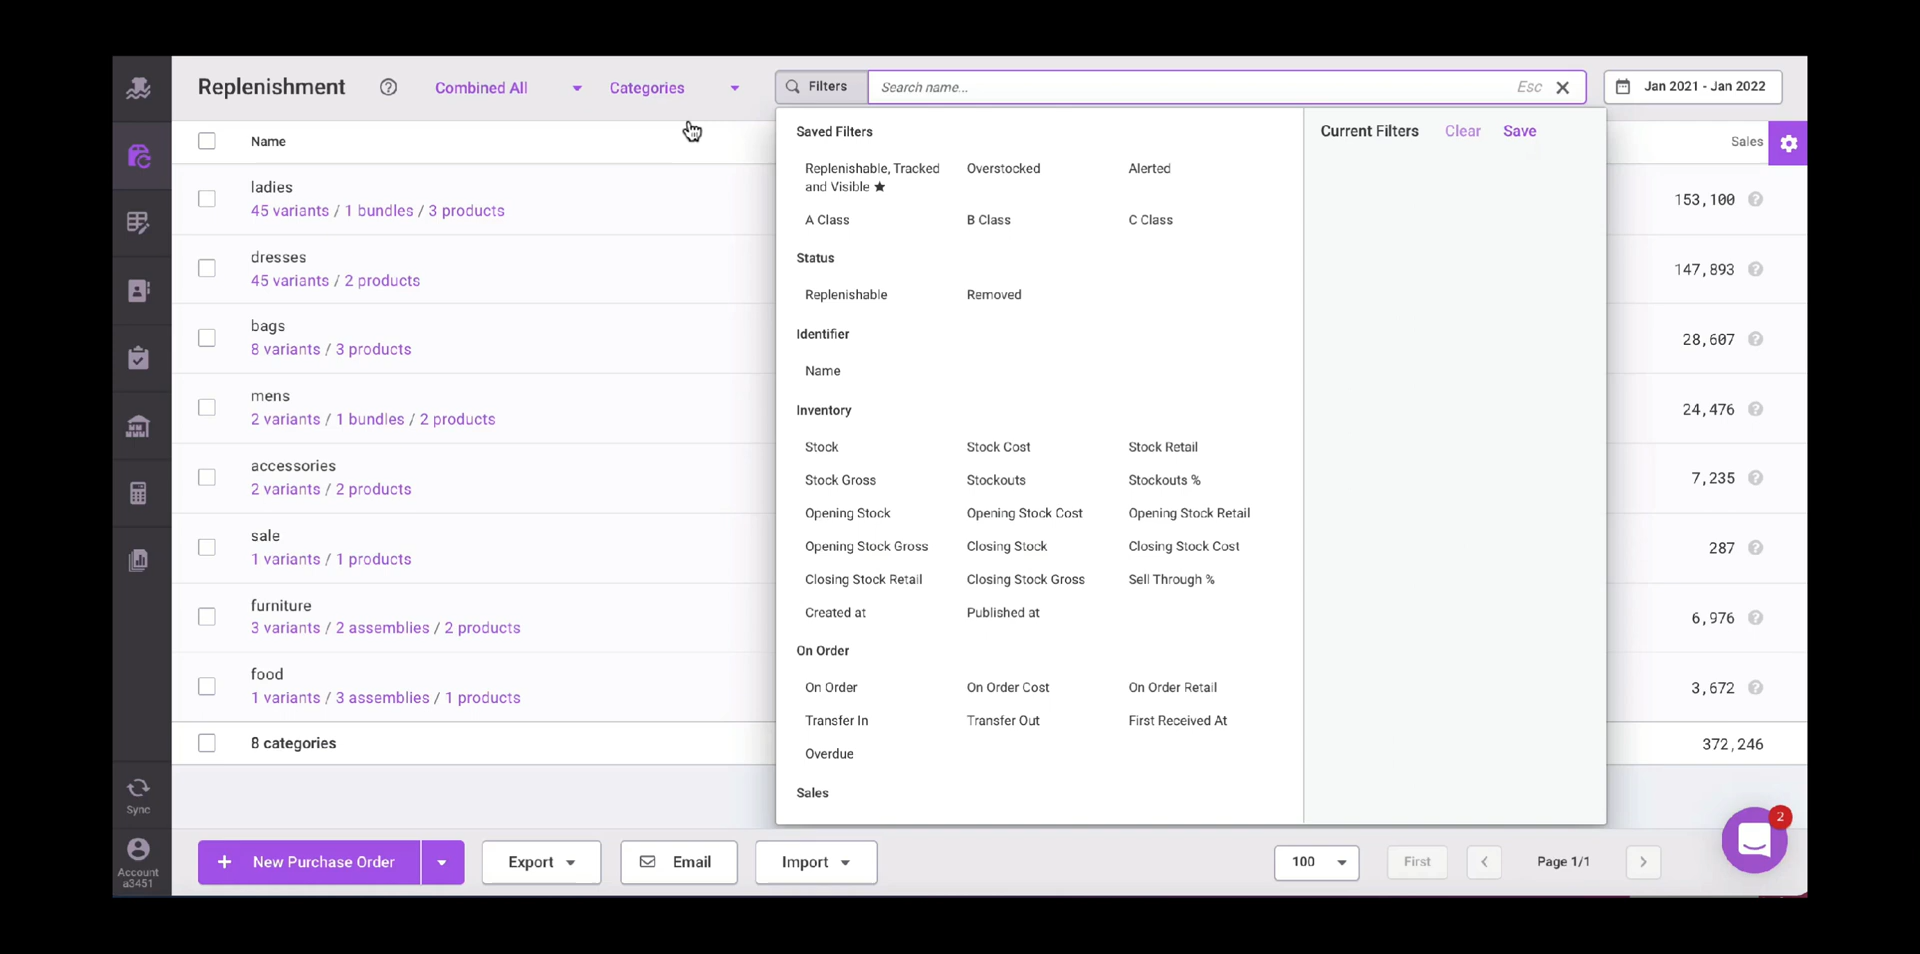 Replenishment
Combined All
Categories
Filters
Search name...
Esc
Jan 2021 - Jan 2022
Name
Sales
ladies
45 variants / 1 bundles / 3 products
153,100
dresses
45 variants / 2 products
147,893
bags
8 variants / 3 products
28,607
mens
2 variants / 1 bundles / 2 products
24,476
accessories
2 variants / 2 products
7,235
sale
1 variants / 1 products
287
furniture
3 variants / 2 assemblies / 2 products
6,976
food
1 variants / 3 assemblies / 1 products
3,672
8 categories
372,246
Saved Filters
Replenishable, Tracked
and Visible ★
Overstocked
Alerted
A Class
B Class
C Class
Status
Replenishable
Removed
Identifier
Name
Inventory
Stock
Stock Cost
Stock Retail
Stock Gross
Stockouts
Stockouts %
Opening Stock
Opening Stock Cost
Opening Stock Retail
Opening Stock Gross
Closing Stock
Closing Stock Cost
Closing Stock Retail
Closing Stock Gross
Sell Through %
Created at
Published at
On Order
On Order
On Order Cost
On Order Retail
Transfer In
Transfer Out
First Received At
Overdue
Sales
Current Filters
Clear
Save
Sync
Account
a3451
+ New Purchase Order
Export
Email
Import
100
First
Page 1/1
2